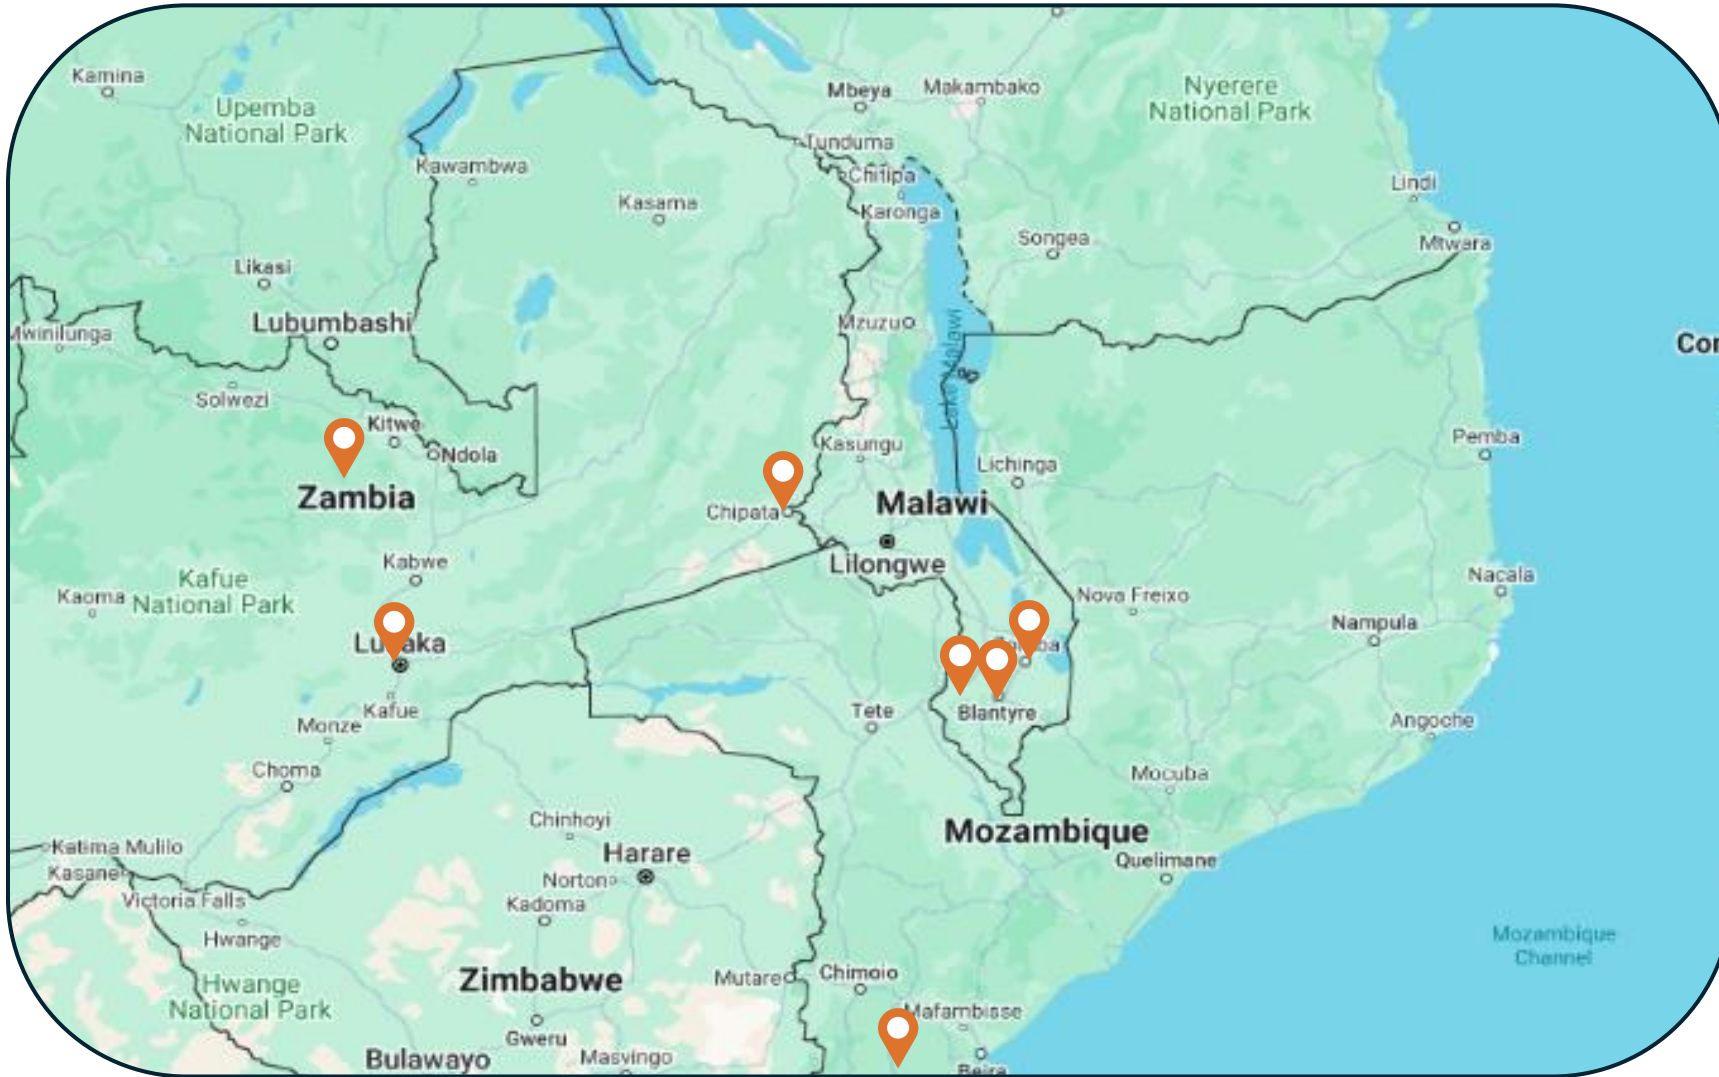 Kamina
Upemba
National Park
Mbeya
Makambako
Nyerere
National Park
Tunduma
Kawambwa
Chitipa
Lindi
Kasama
Karonga
Songea
Mtwara
Likasi
Lubumbashi
Mzuzu
Mwinilunga
Lake Malawi
Solwezi
Kitwe
Ndola
Kasungu
Pemba
Lichinga
Zambia
Malawi
Chipata
Kabwe
Lilongwe
Kafue
National Park
Kaoma
Nacala
Nova Freixo
Nampula
Kafue
Tete
Blantyre
Monze
Angoche
Choma
Mocuba
Chinhoyi
Mozambique
Katima Mulilo
Harare
Quelimane
Kasane
Norton
Victoria Falls
Kadoma
Hwange
Mozambique
Channel
Zimbabwe
Mutare
Chimoio
Hwange
National Park
Mafambisse
Gweru
Bulawayo
Masvingo
Beira